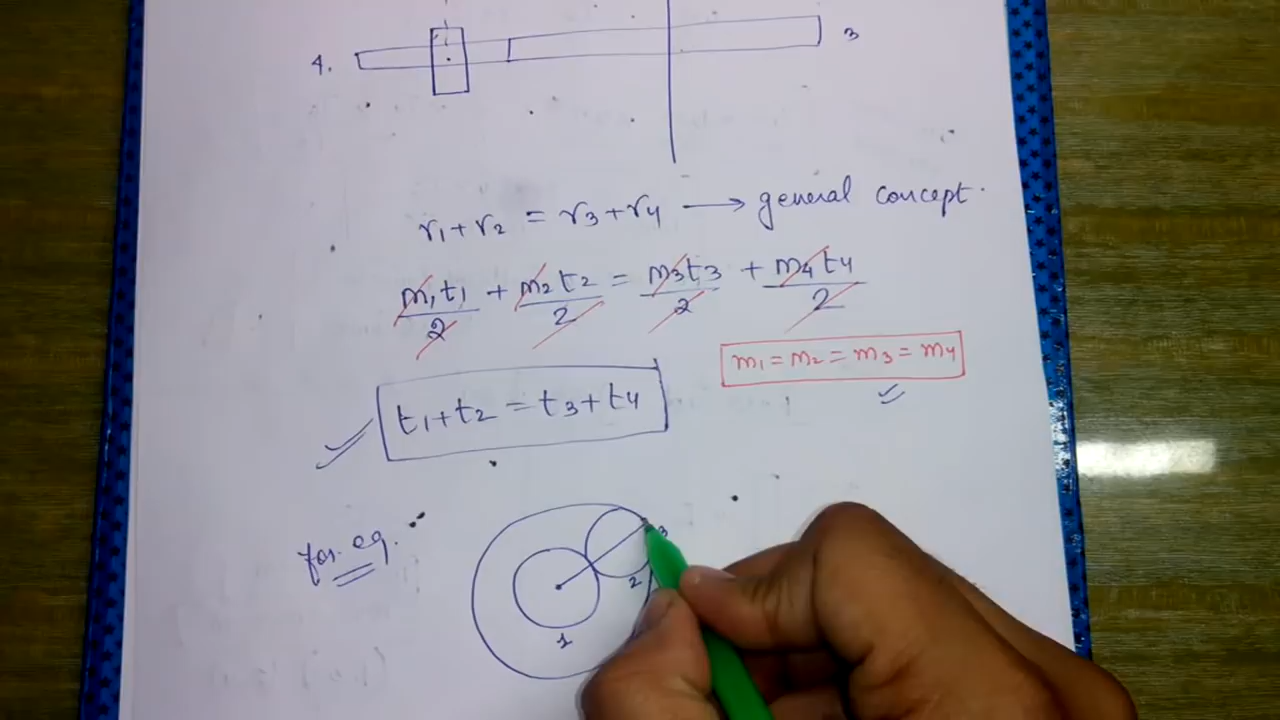 4. 3
r1 + r2 = r3 + r4 → general concept.
m1t1/2 + m2t2/2 = m3t3/2 + m4t4/2
m1 = m2 = m3 = m4
t1 + t2 = t3 + t4
for. eg.
3
2
1